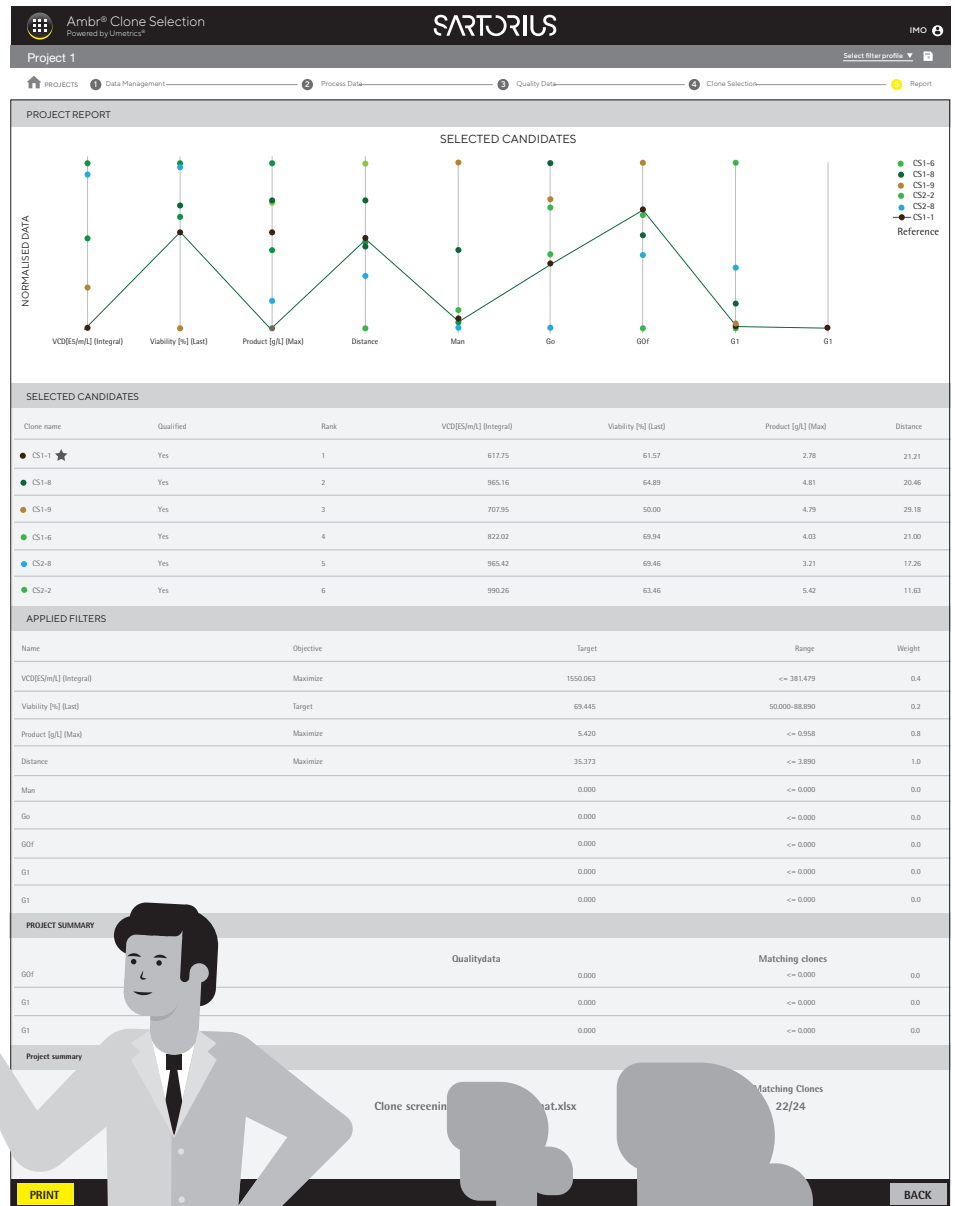 Ambr® Clone Selection
Powered by Umetrics®
SARTORIUS
IMO
Project 1
Select filter profile ▼
PROJECTS
1 Data Management
2 Process Data
3 Quality Data
4 Clone Selection
Report
PROJECT REPORT
SELECTED CANDIDATES
NORMALISED DATA
CS1-6
CS1-8
CS1-9
CS2-2
CS2-8
CS1-1
Reference
VCD[E5/m/L] (Integral) Viability [%] (Last) Product [g/L] (Max) Distance Man Go GOf G1 G1
SELECTED CANDIDATES
Clone name Qualified Rank VCD[E5/m/L] (Integral) Viability [%] (Last) Product [g/L] (Max) Distance
CS1-1 Yes 1 617.75 61.57 2.78 21.21
CS1-8 Yes 2 965.16 64.89 4.81 20.46
CS1-9 Yes 3 707.95 50.00 4.79 29.18
CS1-6 Yes 4 822.02 69.94 4.03 21.00
CS2-8 Yes 5 965.42 69.46 3.21 17.26
CS2-2 Yes 6 990.26 63.46 5.42 11.63
APPLIED FILTERS
Name Objective Target Range Weight
VCD[E5/m/L] (Integral) Maximize 1550.063 <= 381.479 0.4
Viability [%] (Last) Target 69.445 50.000-88.890 0.2
Product [g/L] (Max) Maximize 5.420 <= 0.958 0.8
Distance Maximize 35.373 <= 3.890 1.0
Man 0.000 <= 0.000 0.0
Go 0.000 <= 0.000 0.0
GOf 0.000 <= 0.000 0.0
G1 0.000 <= 0.000 0.0
G1 0.000 <= 0.000 0.0
PROJECT SUMMARY
Qualitydata Matching clones
GOf 0.000 <= 0.000 0.0
G1 0.000 <= 0.000 0.0
G1 0.000 <= 0.000 0.0
Project summary
Matching Clones
Clone screenin at.xlsx 22/24
PRINT
BACK